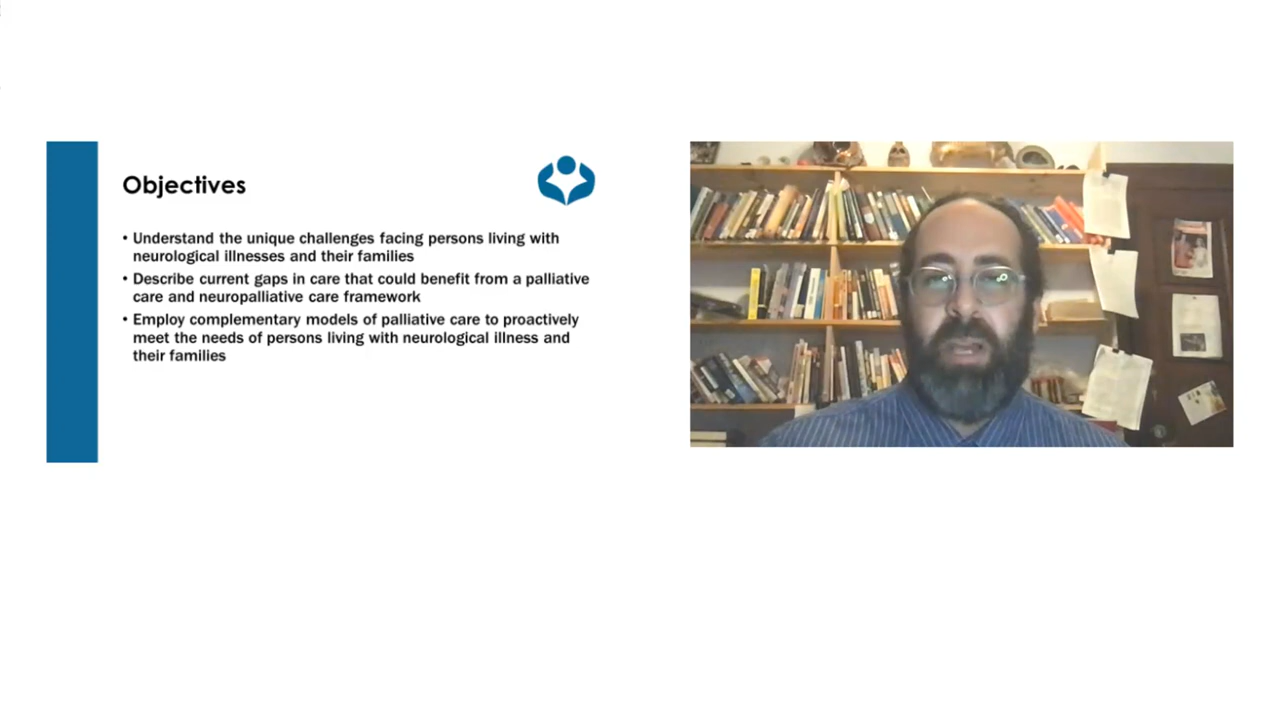 Objectives
• Understand the unique challenges facing persons living with
neurological illnesses and their families
• Describe current gaps in care that could benefit from a palliative
care and neuropalliative care framework
• Employ complementary models of palliative care to proactively
meet the needs of persons living with neurological illness and
their families